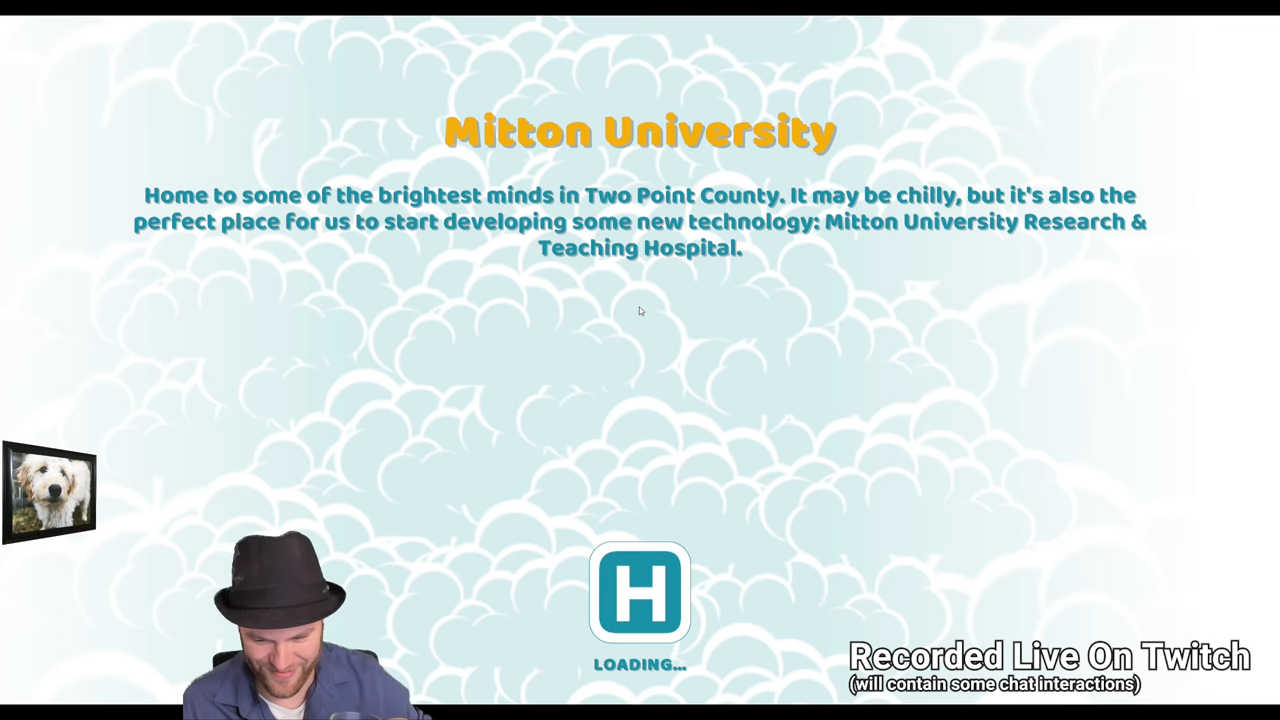 Mitton University
Home to some of the brightest minds in Two Point County. It may be chilly, but it's also the
perfect place for us to start developing some new technology: Mitton University Research &
Teaching Hospital.
H
LOADING...
Recorded Live On Twitch
(will contain some chat interactions)